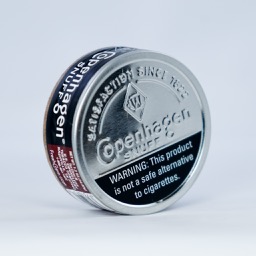 Copenhagen
SNUFF
SATISFACTION SINCE 1822
W
Copenhagen
SNUFF
WARNING: This product
is not a safe alternative
to cigarettes.